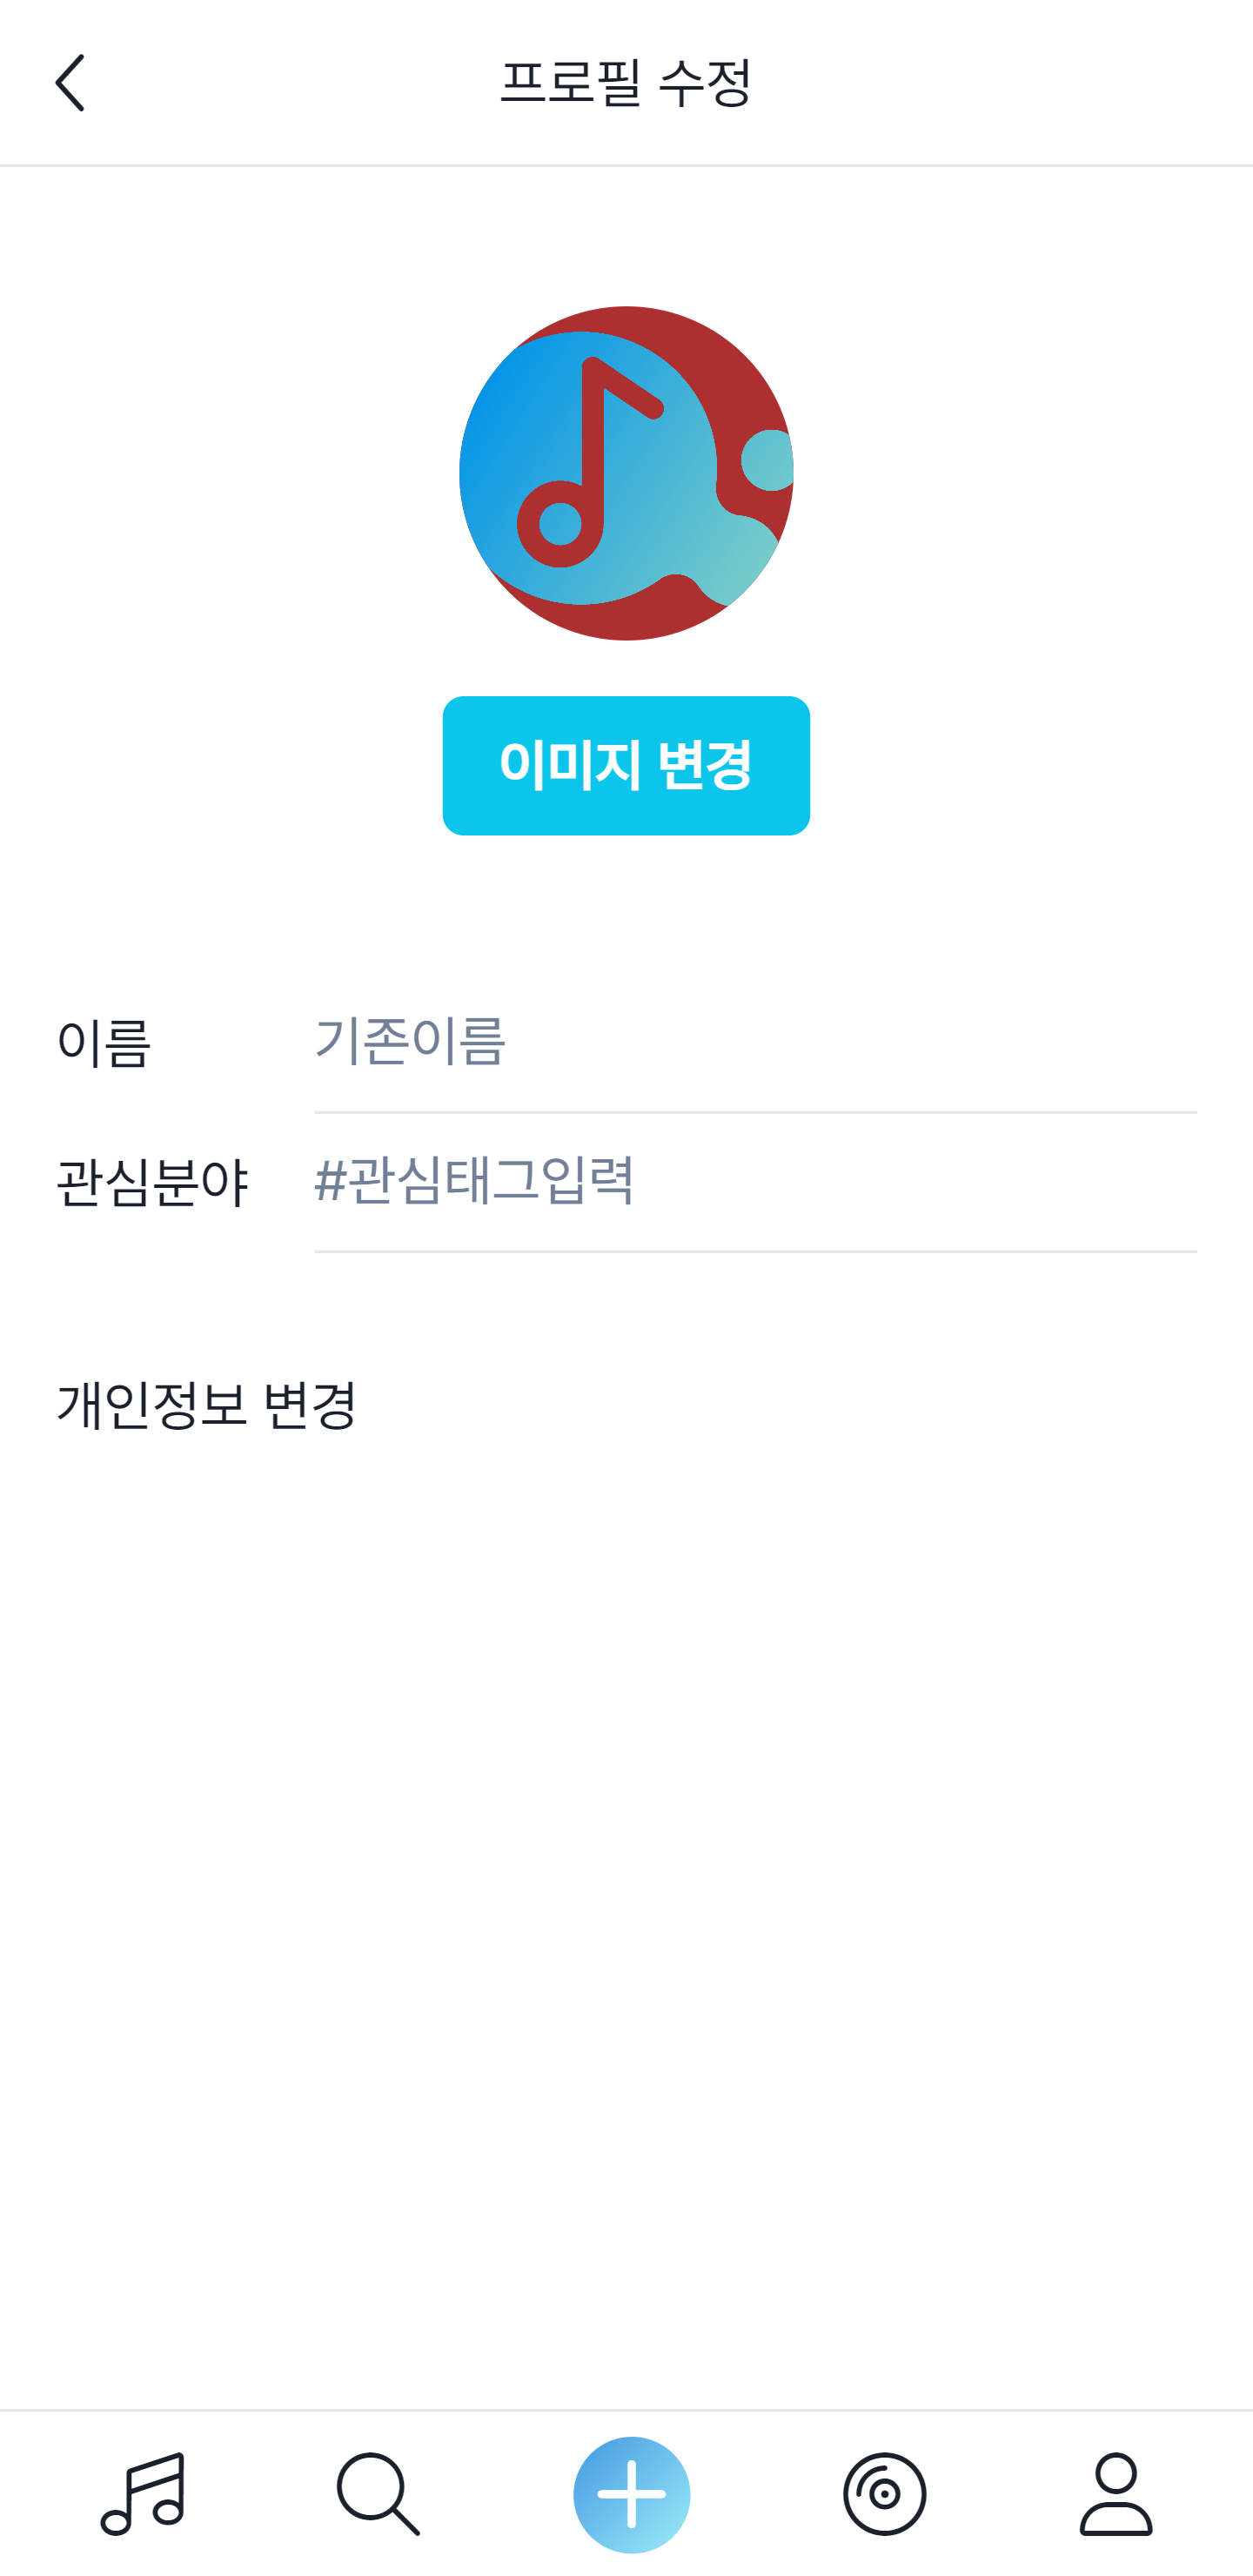 프로필 수정
이미지 변경
이름 기존이름
관심분야 #관심태그입력
개인정보 변경